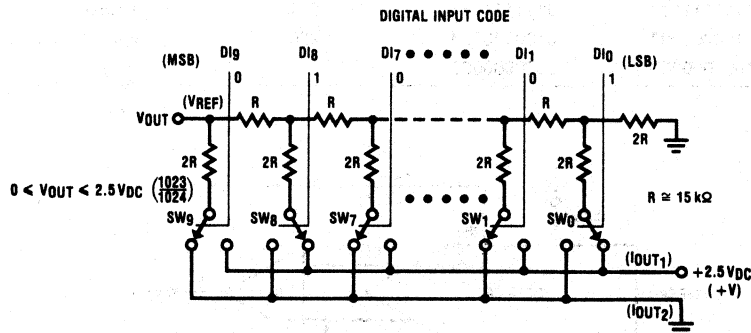 DIGITAL INPUT CODE
(MSB) DI9 DI8 DI7 DI1 DI0 (LSB)
0 1 0 0 1
(VREF) R R R
VOUT
2R 2R 2R 2R 2R 2R
0 < VOUT < 2.5 VDC (1023/1024)
R ≅ 15 kΩ
SW9 SW8 SW7 SW1 SW0
(IOUT1) +2.5 VDC
(+V)
(IOUT2)